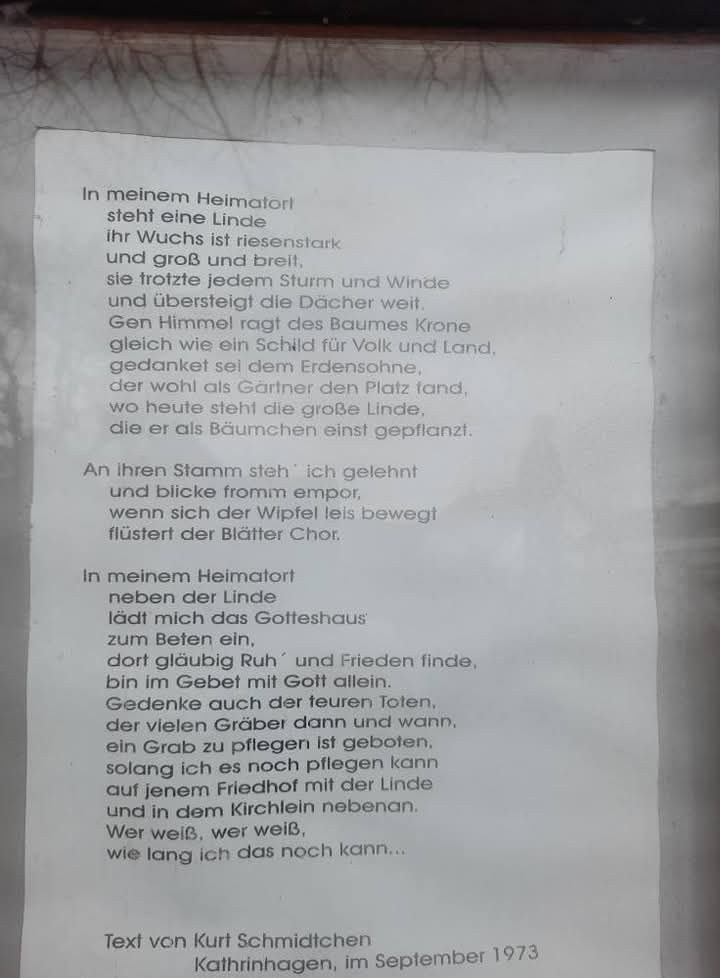 In meinem Heimatort
steht eine Linde
ihr Wuchs ist riesenstark
und groß und breit,
sie trotzte jedem Sturm und Winde
und übersteigt die Dächer weit.
Gen Himmel ragt des Baumes Krone
gleich wie ein Schild für Volk und Land,
gedanket sei dem Erdensohne,
der wohl als Gärtner den Platz fand,
wo heute steht die große Linde,
die er als Bäumchen einst gepflanzt.
An ihren Stamm steh´ ich gelehnt
und blicke fromm empor,
wenn sich der Wipfel leis bewegt
flüstert der Blätter Chor.
In meinem Heimatort
neben der Linde
lädt mich das Gotteshaus
zum Beten ein,
dort gläubig Ruh´ und Frieden finde,
bin im Gebet mit Gott allein.
Gedenke auch der teuren Toten,
der vielen Gräber dann und wann,
ein Grab zu pflegen ist geboten,
solang ich es noch pflegen kann
auf jenem Friedhof mit der Linde
und in dem Kirchlein nebenan.
Wer weiß, wer weiß,
wie lang ich das noch kann...
Text von Kurt Schmidtchen
Kathrinhagen, im September 1973